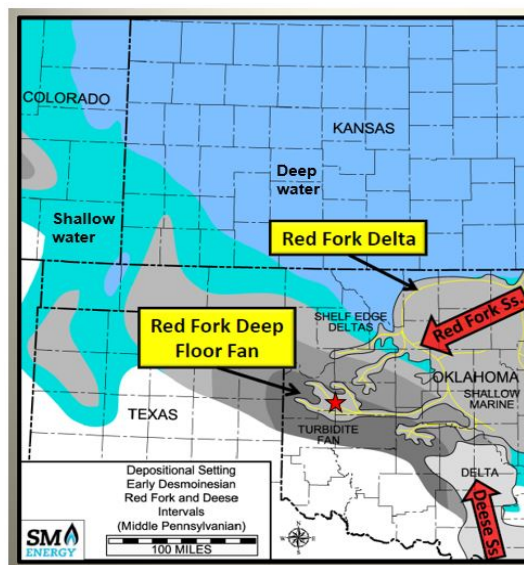 COLORADO
KANSAS
Deep
water
Shallow
water
Red Fork Delta
SHELF EDGE
DELTAS
Red Fork Ss.
Red Fork Deep
Floor Fan
OKLAHOMA
SHALLOW
MARINE
TEXAS
TURBIDITE
FAN
DELTA
Deese Ss
Depositional Setting
Early Desmoinesian
Red Fork and Deese
Intervals
(Middle Pennsylvanian)
100 MILES
SM
ENERGY